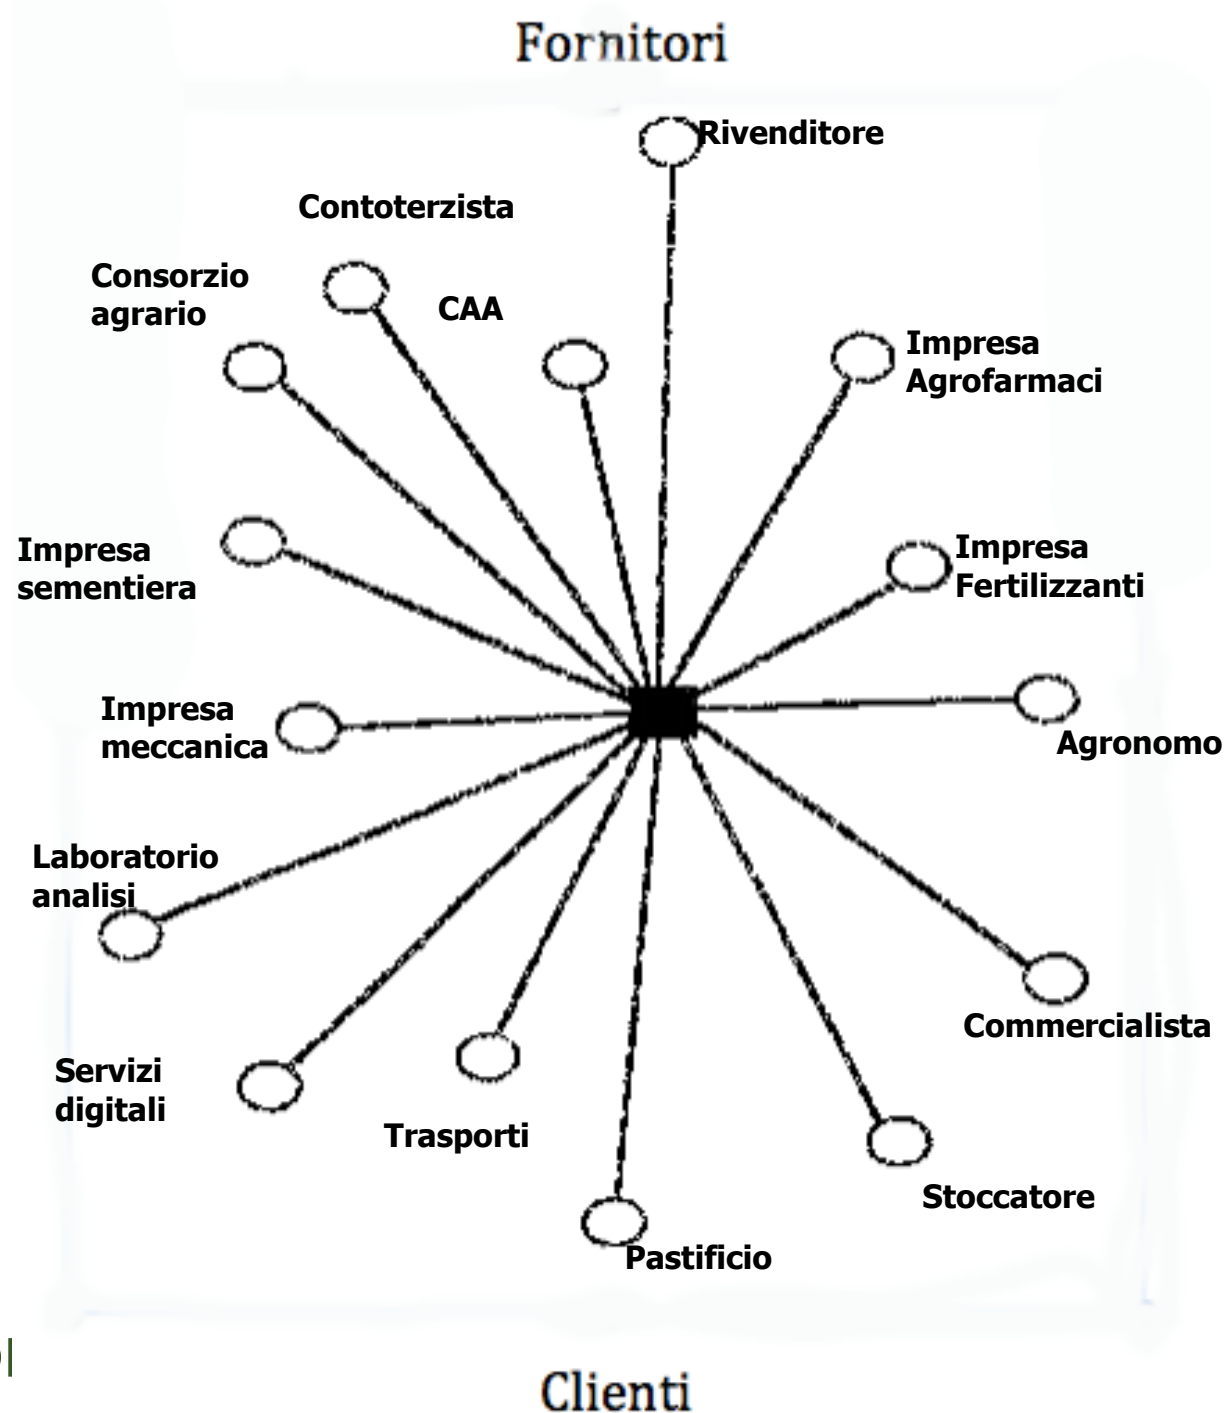 Fornitori
Rivenditore
Contoterzista
Consorzio
agrario
CAA
Impresa
Agrofarmaci
Impresa
sementiera
Impresa
Fertilizzanti
Impresa
meccanica
Agronomo
Laboratorio
analisi
Commercialista
Servizi
digitali
Trasporti
Stoccatore
Pastificio
Clienti